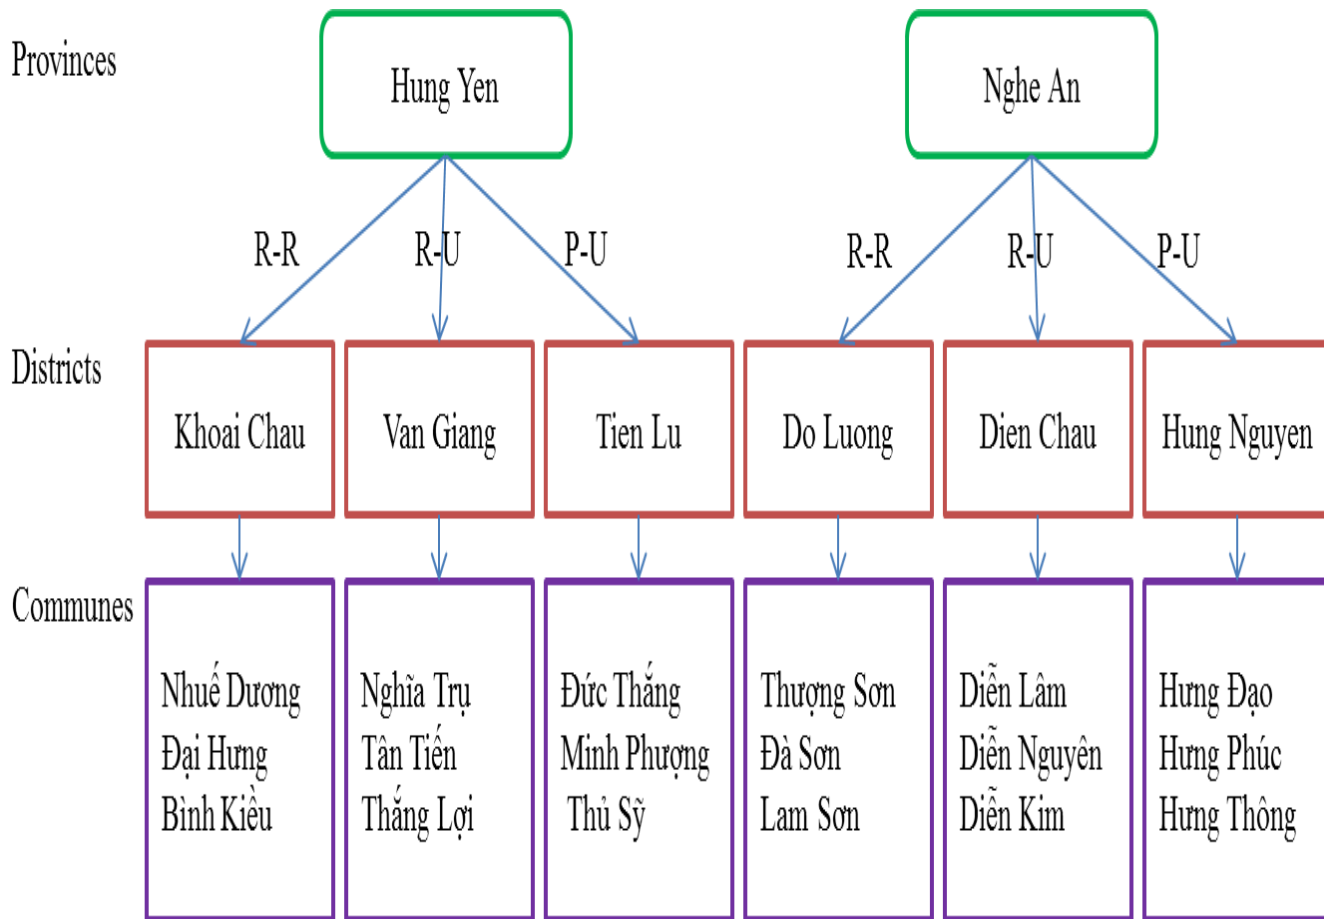 Provinces
Hung Yen
Nghe An
R-R
R-U
P-U
R-R
R-U
P-U
Districts
Khoai Chau
Van Giang
Tien Lu
Do Luong
Dien Chau
Hung Nguyen
Communes
Nhuế Dương
Đại Hưng
Bình Kiều
Nghĩa Trụ
Tân Tiến
Thắng Lợi
Đức Thắng
Minh Phượng
Thủ Sỹ
Thượng Sơn
Đà Sơn
Lam Sơn
Diễn Lâm
Diễn Nguyên
Diễn Kim
Hưng Đạo
Hưng Phúc
Hưng Thông